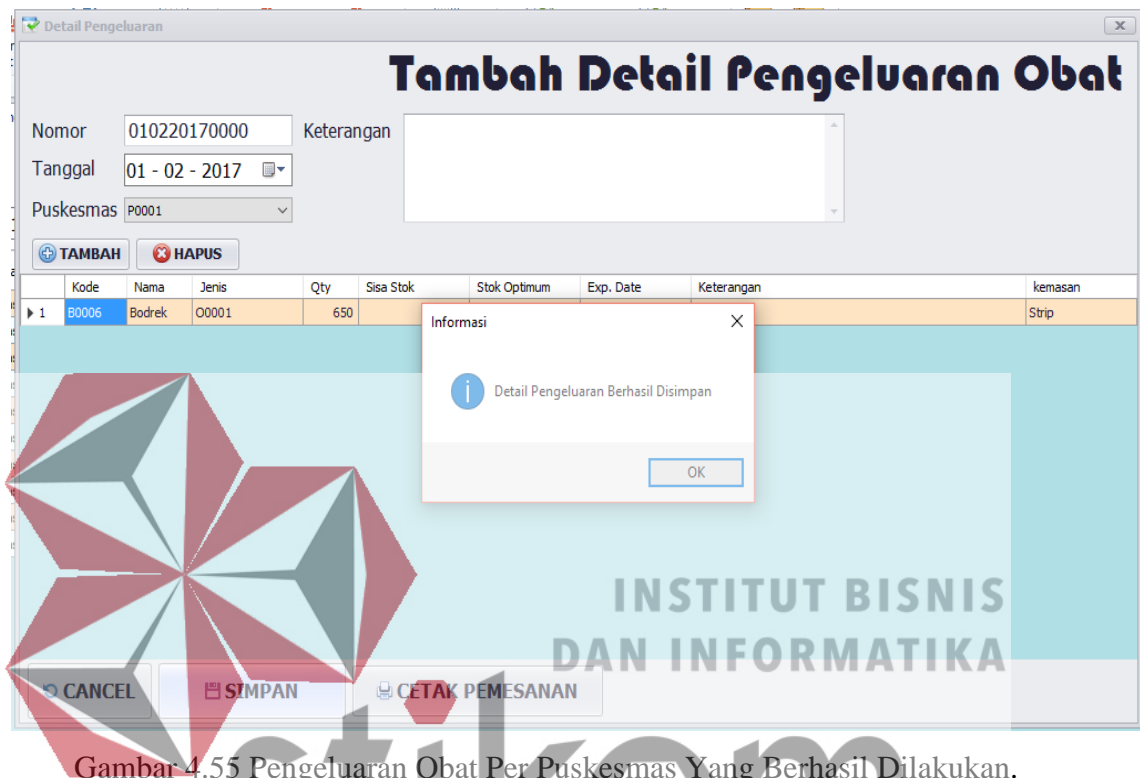 Detail Pengeluaran
Tambah Detail Pengeluaran Obat
Nomor 010220170000 Keterangan
Tanggal 01 - 02 - 2017
Puskesmas P0001
TAMBAH HAPUS
Kode Nama Jenis Qty Sisa Stok Stok Optimum Exp. Date Keterangan kemasan
1 B0006 Bodrek O0001 650 Strip
Informasi
Detail Pengeluaran Berhasil Disimpan
OK
INSTITUT BISNIS
DAN INFORMATIKA
CANCEL SIMPAN CETAK PEMESANAN
stikom
Gambar 4.55 Pengeluaran Obat Per Puskesmas Yang Berhasil Dilakukan.